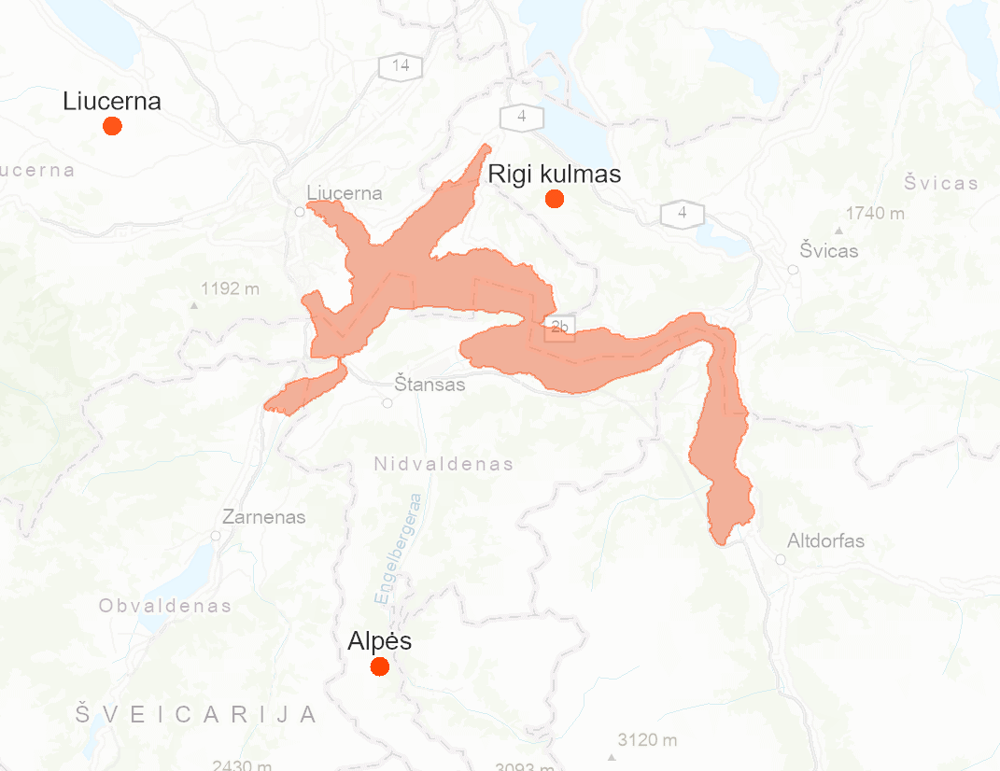 14
Liucerna
4
ucerna
Rigi kulmas
Švicas
Liucerna
4
1740 m
Švicas
1192 m
2b
Štansas
Nidvaldenas
Zarnenas
Engelbergeraa
Altdorfas
Obvaldenas
Alpės
ŠVEICARIJA
3120 m
2430 m
3093 m